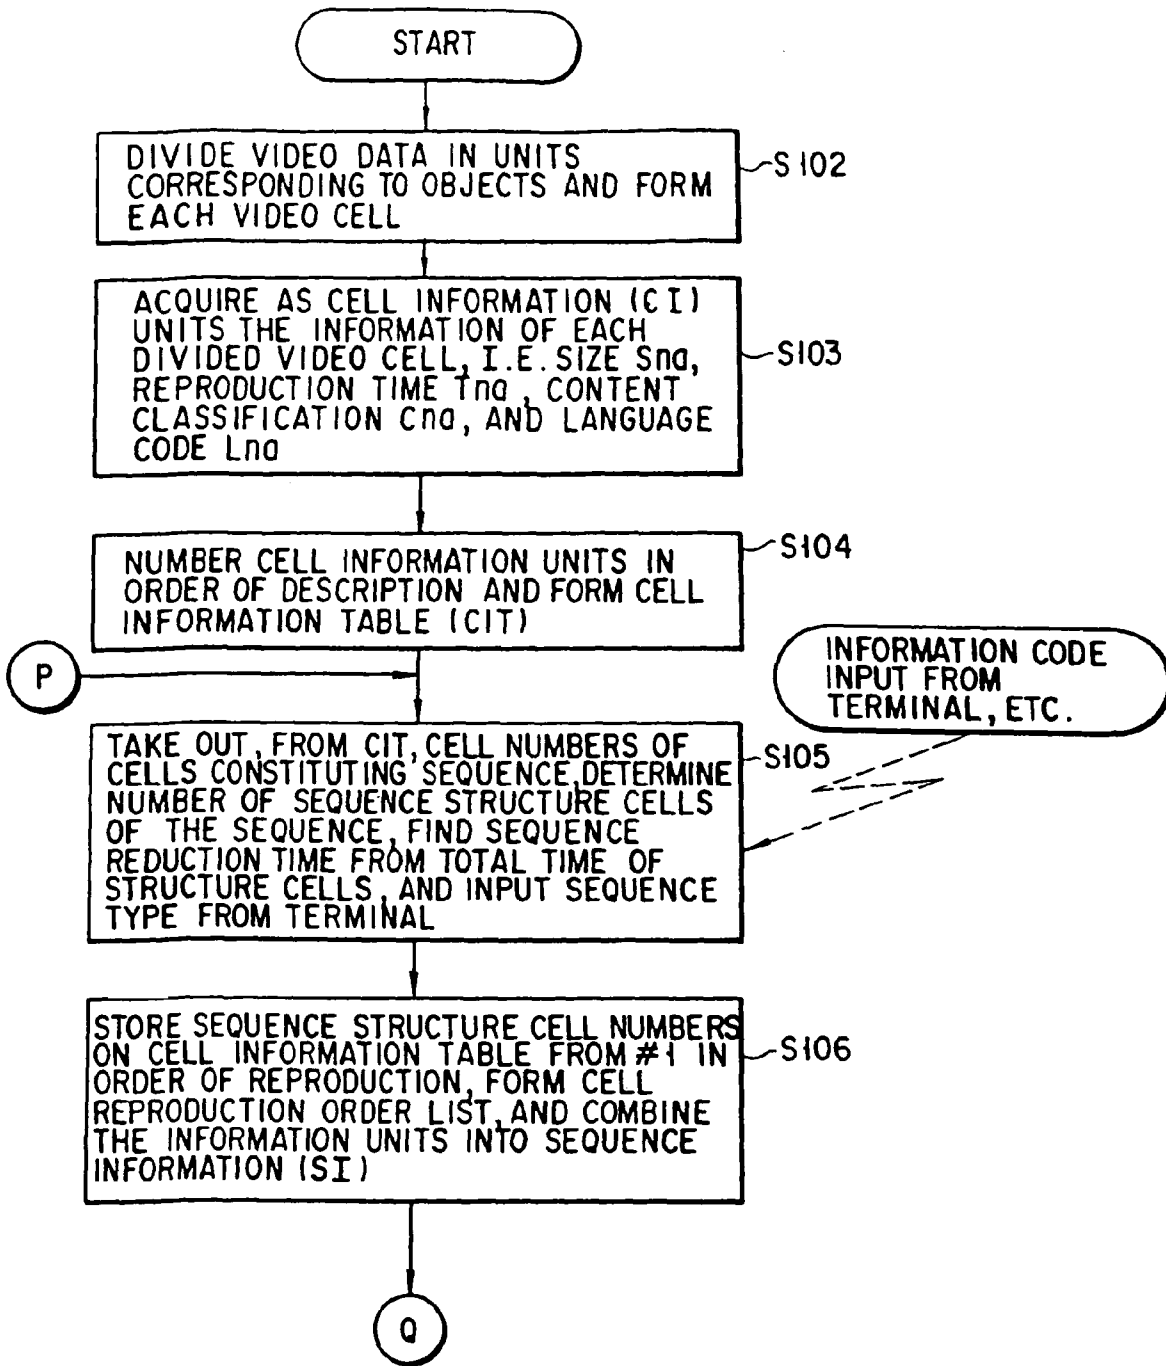 START
DIVIDE VIDEO DATA IN UNITS
CORRESPONDING TO OBJECTS AND FORM
EACH VIDEO CELL
S102
ACQUIRE AS CELL INFORMATION (CI)
UNITS THE INFORMATION OF EACH
DIVIDED VIDEO CELL, I.E. SIZE Sna,
REPRODUCTION TIME Tna, CONTENT
CLASSIFICATION Cna, AND LANGUAGE
CODE Lna
S103
NUMBER CELL INFORMATION UNITS IN
ORDER OF DESCRIPTION AND FORM CELL
INFORMATION TABLE (CIT)
S104
P
INFORMATION CODE
INPUT FROM
TERMINAL, ETC.
TAKE OUT, FROM CIT, CELL NUMBERS OF
CELLS CONSTITUTING SEQUENCE, DETERMINE
NUMBER OF SEQUENCE STRUCTURE CELLS
OF THE SEQUENCE, FIND SEQUENCE
REDUCTION TIME FROM TOTAL TIME OF
STRUCTURE CELLS, AND INPUT SEQUENCE
TYPE FROM TERMINAL
S105
STORE SEQUENCE STRUCTURE CELL NUMBERS
ON CELL INFORMATION TABLE FROM #1 IN
ORDER OF REPRODUCTION, FORM CELL
REPRODUCTION ORDER LIST, AND COMBINE
THE INFORMATION UNITS INTO SEQUENCE
INFORMATION (SI)
S106
Q